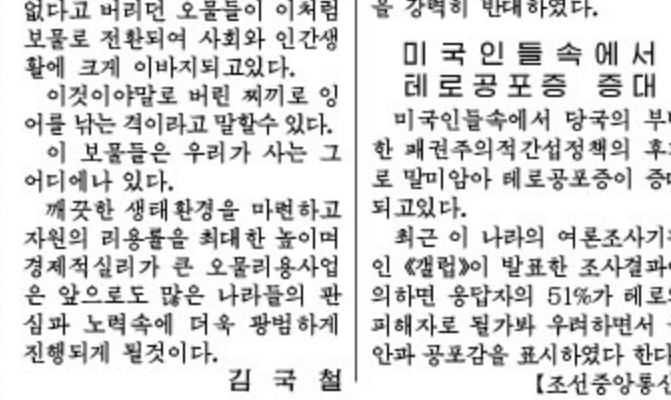 없다고 버리던 오물들이 이처럼
보물로 전환되여 사회와 인간생
활에 크게 이바지되고있다.
이것이야말로 버린 찌끼로 잉
어를 낚는 격이라고 말할수 있다.
이 보물들은 우리가 사는 그
어디에나 있다.
깨끗한 생태환경을 마련하고
자원의 리용률을 최대한 높이며
경제적실리가 큰 오물리용사업
은 앞으로도 많은 나라들의 관
심과 노력속에 더욱 광범하게
진행되게 될것이다.
김 국 철
을 강력히 반대하였다.
미국인들속에서
테로공포증 증대
미국인들속에서 당국의
한 패권주의적간섭정책의
로 말미암아 테로공포증이
되고있다.
최근 이 나라의
인 《갤럽》이 발표한
의하면 응답자의 51%가
피해자로 될가봐 우려하면서
안과 공포감을 표시하였다 한다
【조선중앙통신